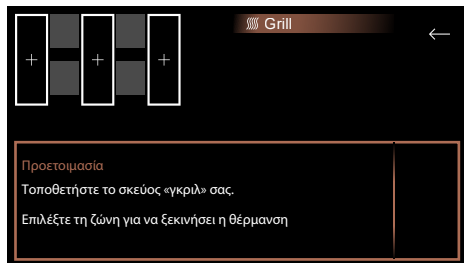 Grill
Προετοιμασία
Τοποθετήστε το σκεύος «γκριλ» σας.
Επιλέξτε τη ζώνη για να ξεκινήσει η θέρμανση